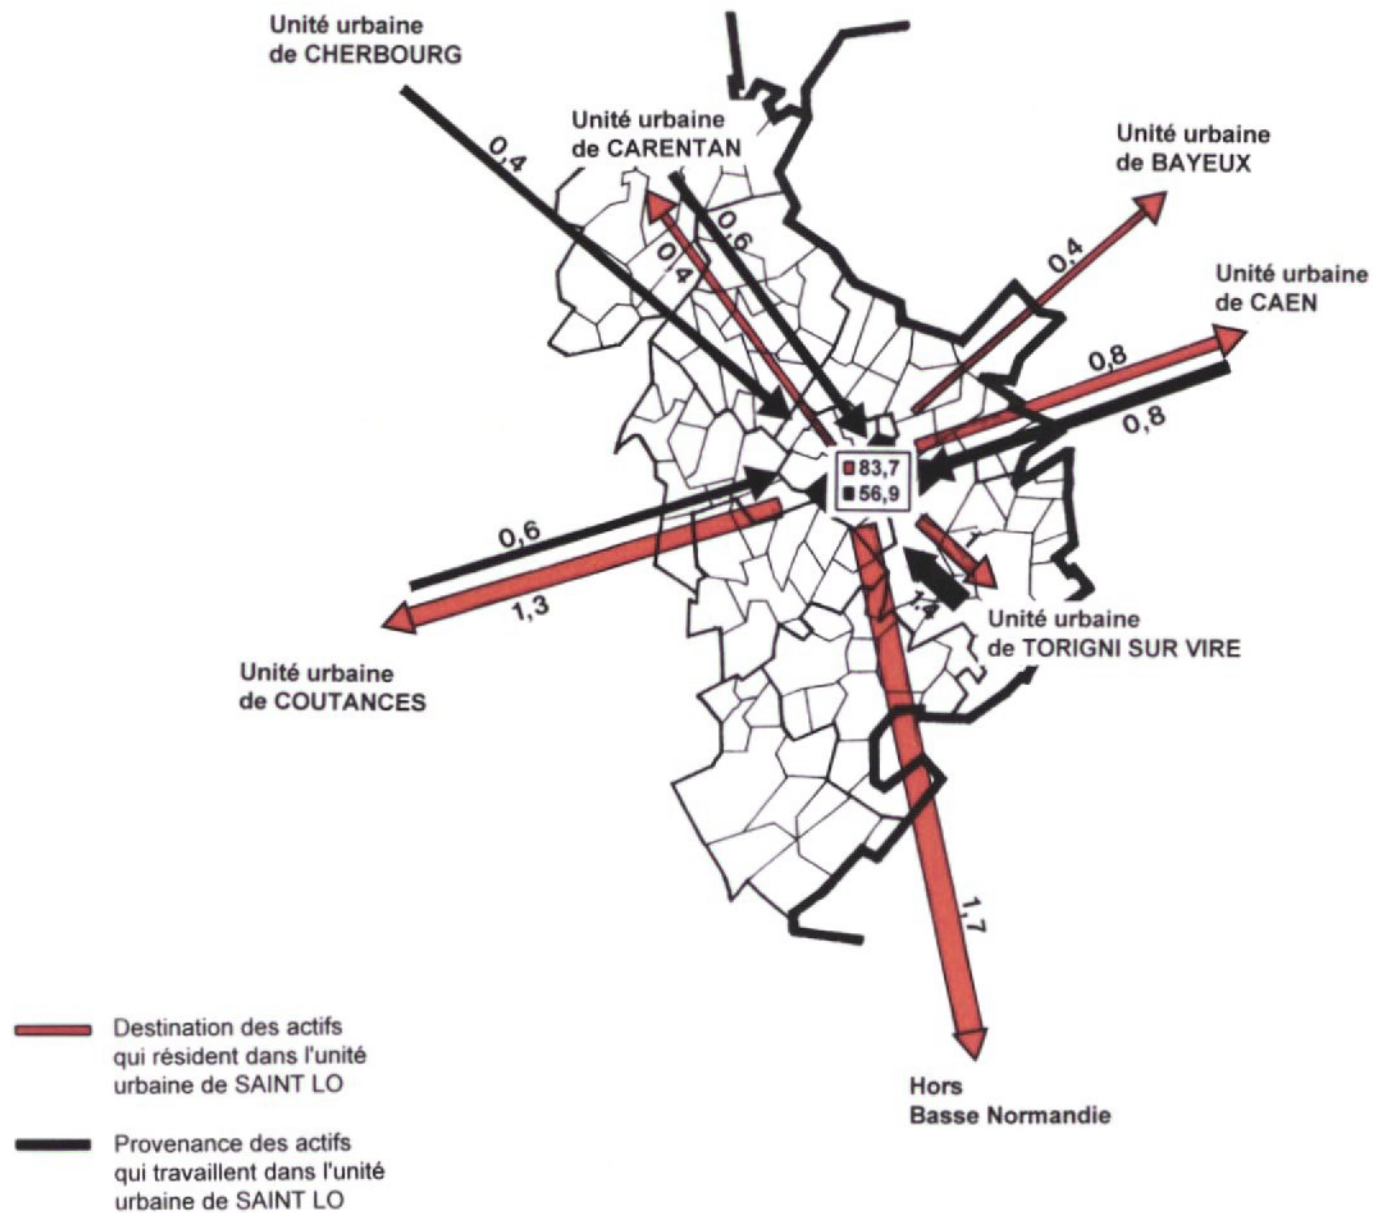 Unité urbaine
de CHERBOURG
0,4
Unité urbaine
de CARENTAN
0,6
0,4
Unité urbaine
de BAYEUX
0,4
Unité urbaine
de CAEN
0,8
0,8
83,7
56,9
0,6
1,3
Unité urbaine
de COUTANCES
1
1,4
Unité urbaine
de TORIGNI SUR VIRE
1,7
Hors
Basse Normandie
Destination des actifs
qui résident dans l'unité
urbaine de SAINT LO
Provenance des actifs
qui travaillent dans l'unité
urbaine de SAINT LO